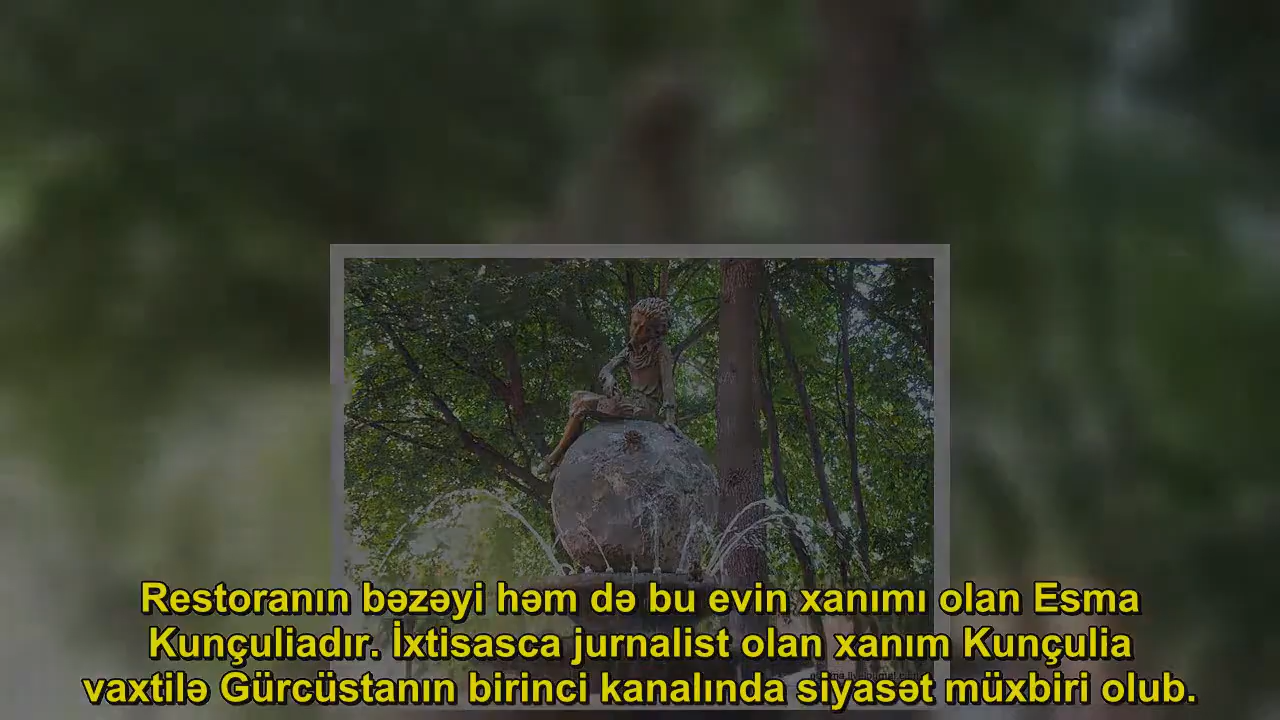 Restoranın bəzəyi həm də bu evin xanımı olan Esma
Kunçuliadır. İxtisasca jurnalist olan xanım Kunçulia
vaxtilə Gürcüstanın birinci kanalında siyasət müxbiri olub.